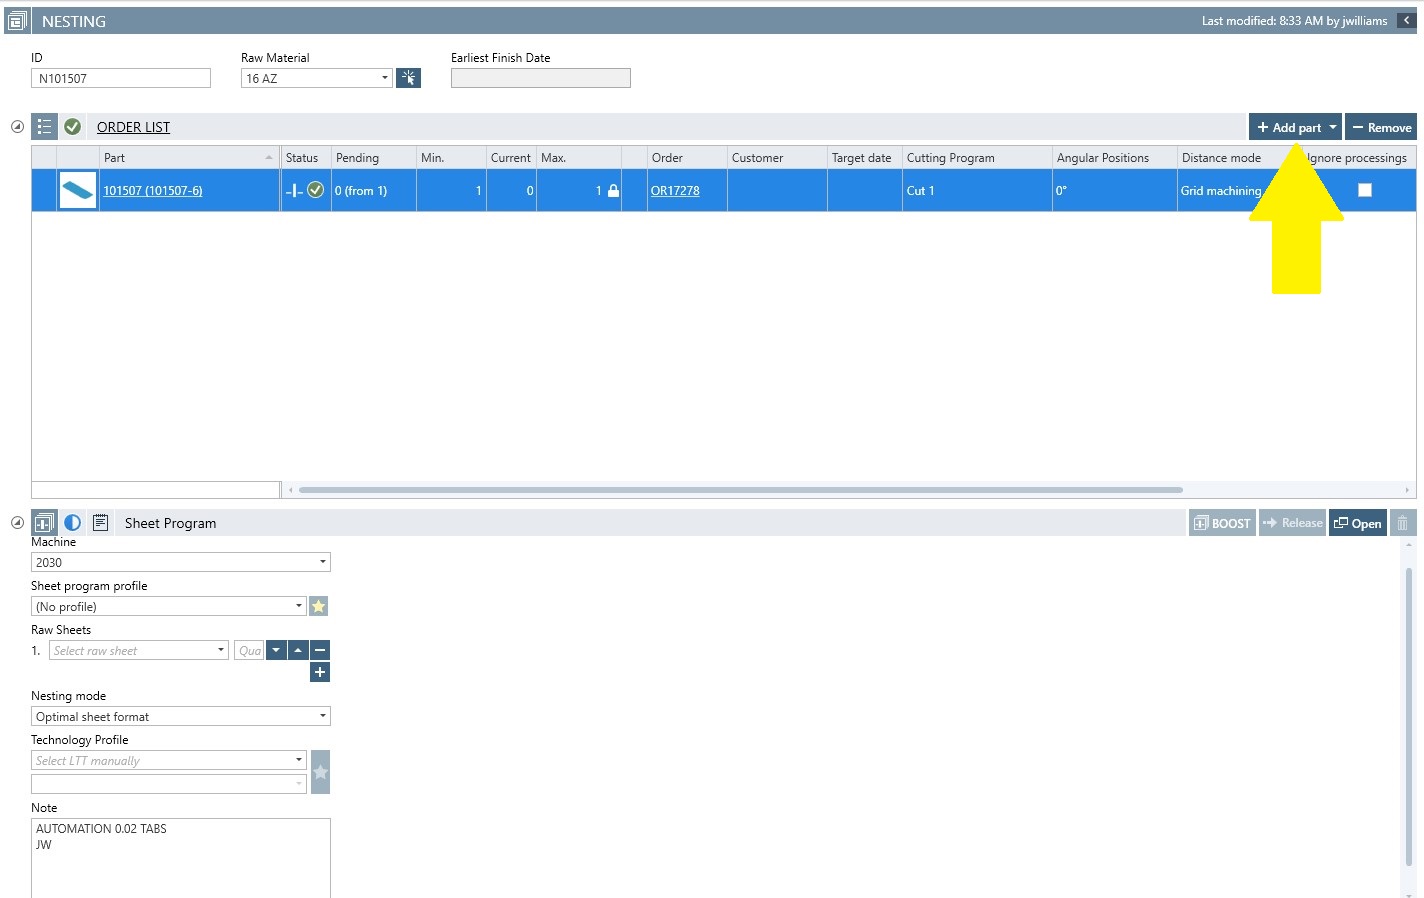 NESTING
Last modified: 8:33 AM by jwilliams
ID
Raw Material
Earliest Finish Date
N101507
16 AZ
ORDER LIST
+ Add part
Remove
Part
Status
Pending
Min.
Current
Max.
Order
Customer
Target date
Cutting Program
Angular Positions
Distance mode
Ignore processings
101507 (101507-6)
0 (from 1)
1
0
1
OR17278
Cut 1
0°
Grid machining
Sheet Program
BOOST
Release
Open
Machine
2030
Sheet program profile
(No profile)
Raw Sheets
1.
Select raw sheet
Qua
Nesting mode
Optimal sheet format
Technology Profile
Select LTT manually
Note
AUTOMATION 0.02 TABS
JW